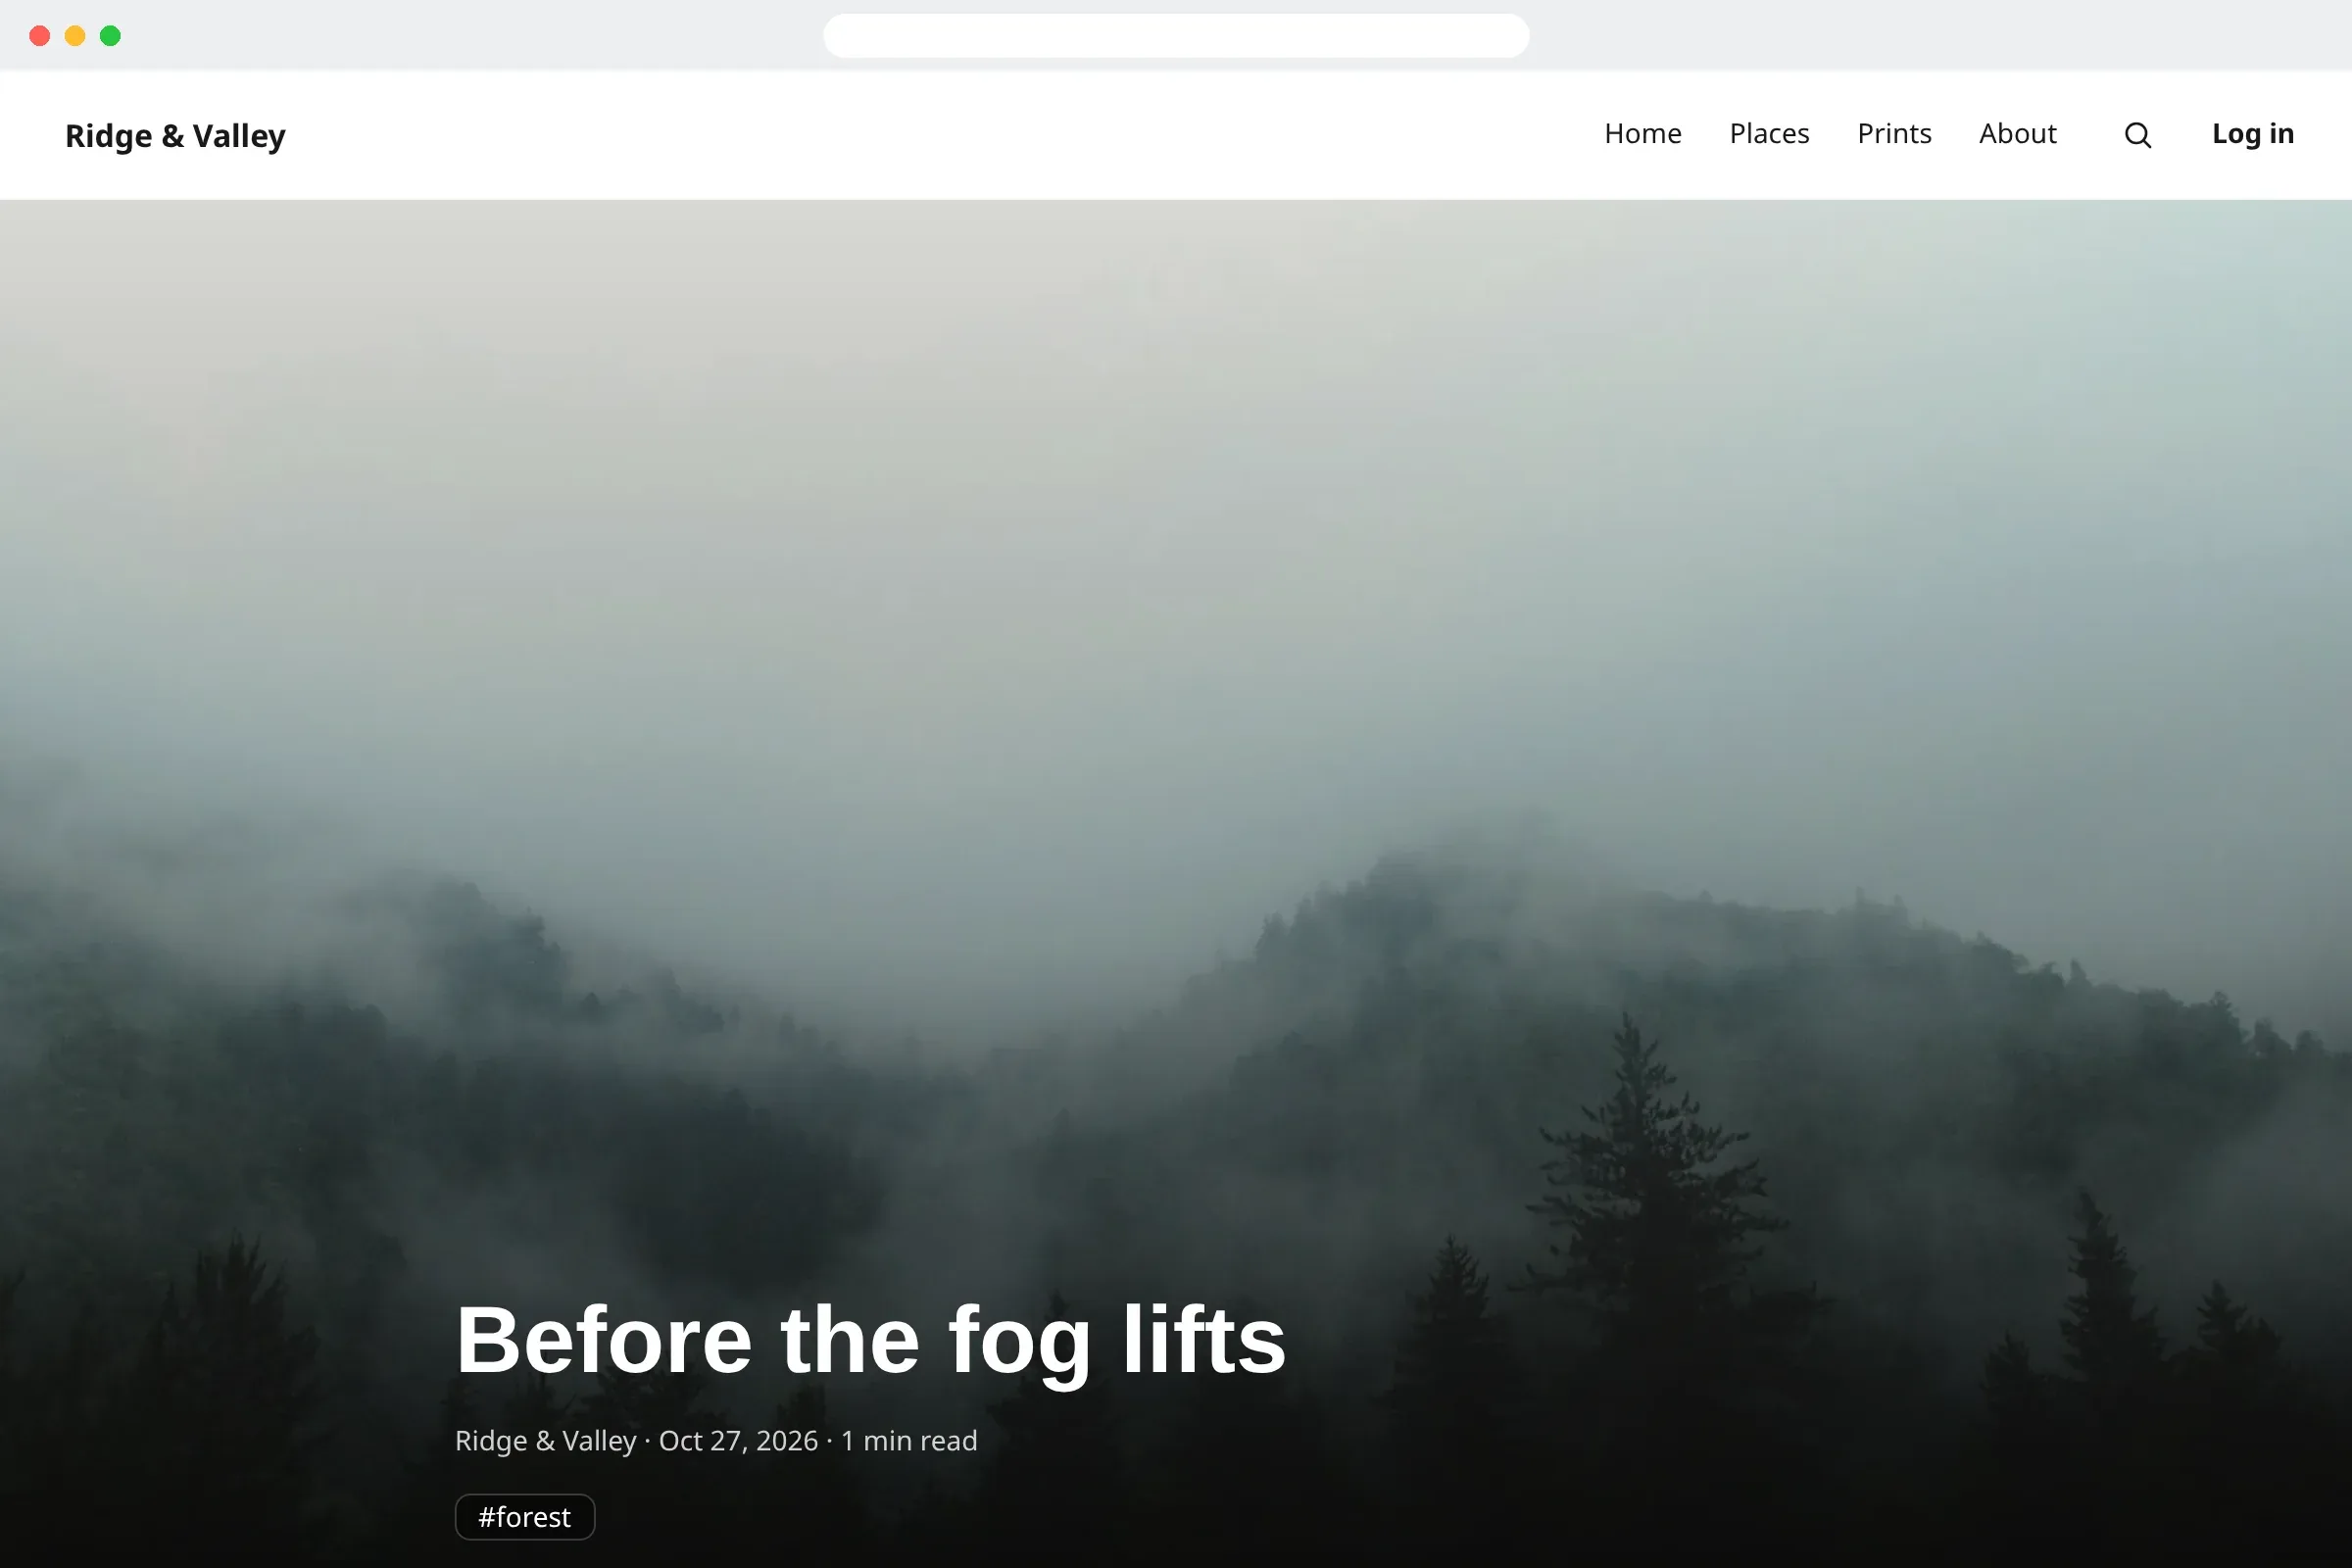 Ridge & Valley
Home Places Prints About Log in
Before the fog lifts
Ridge & Valley · Oct 27, 2026 · 1 min read
#forest